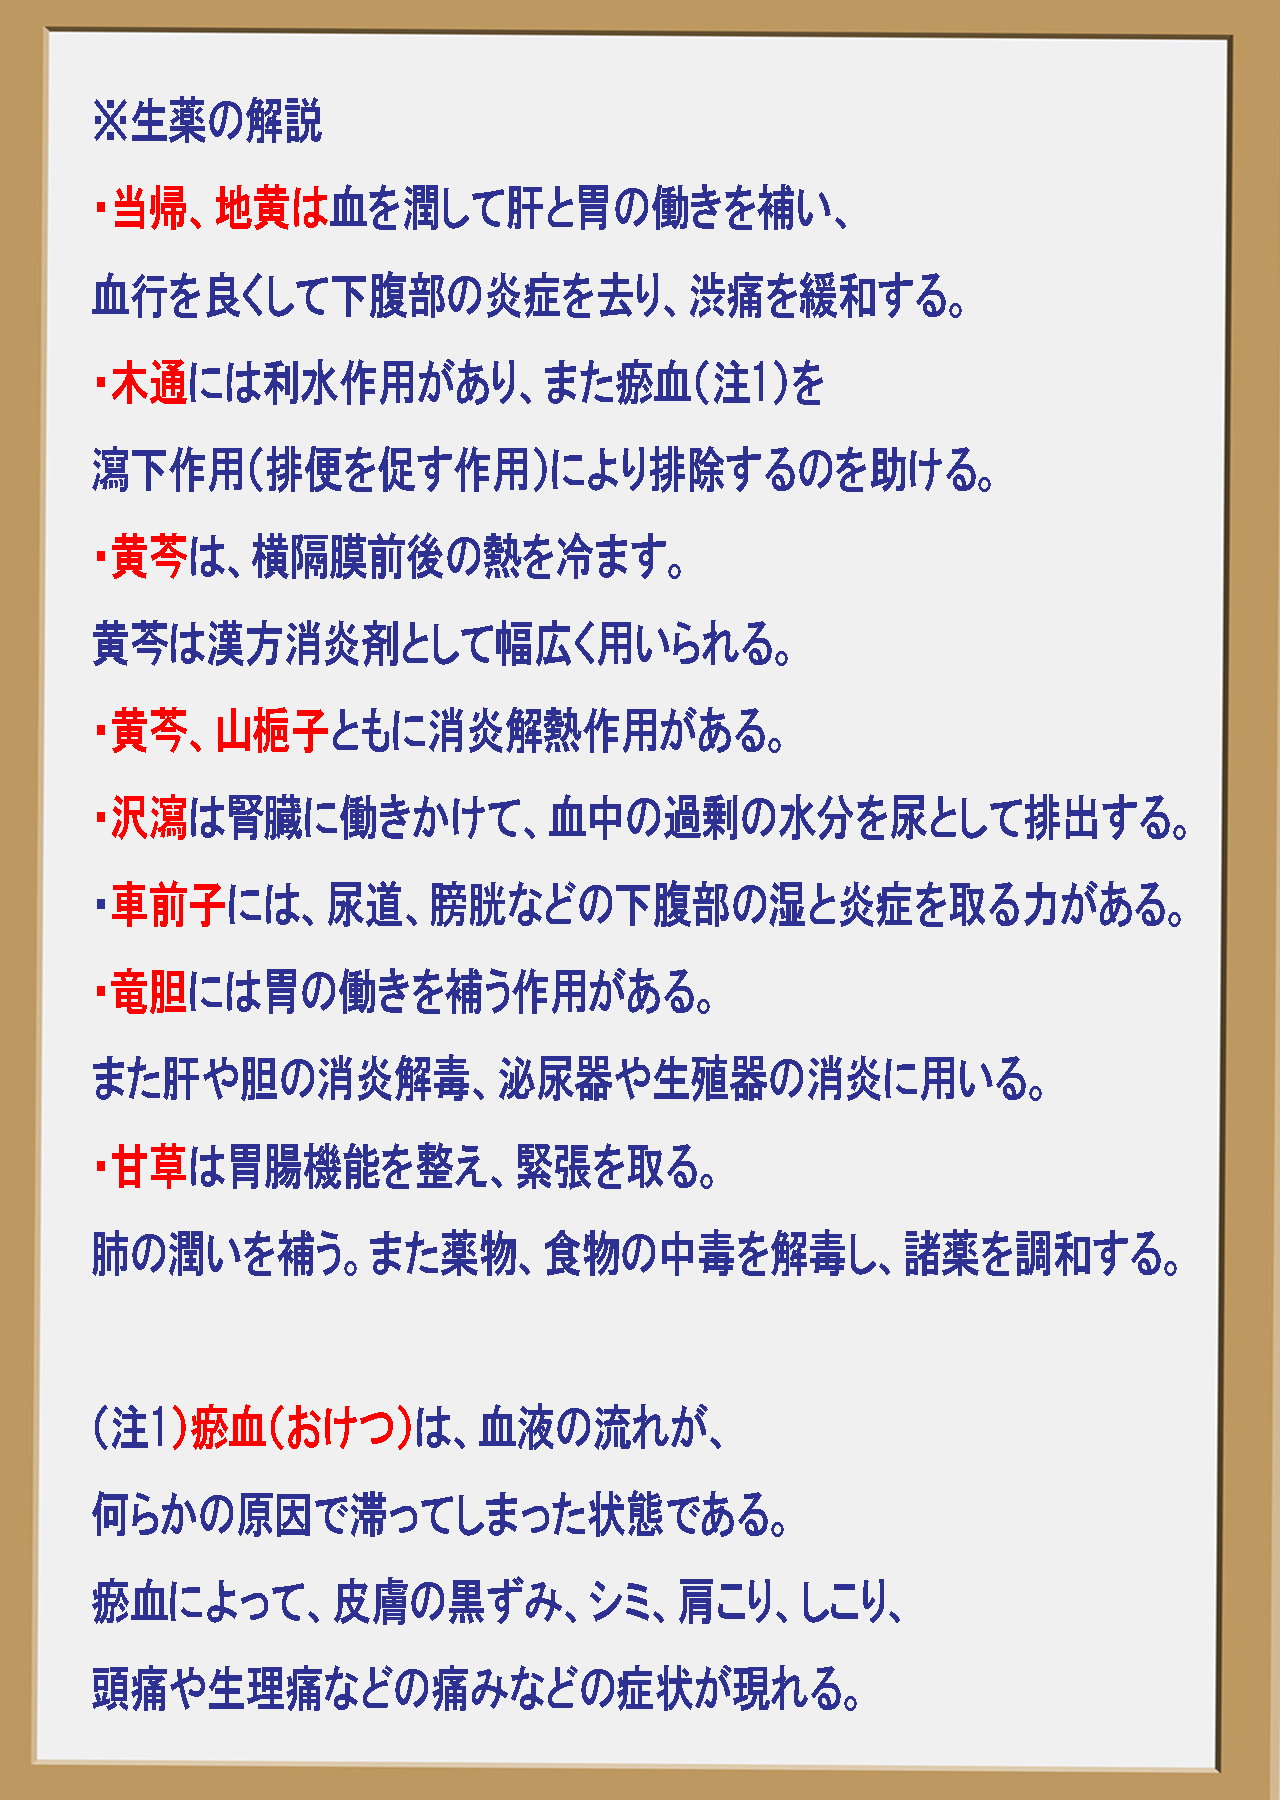 ※生薬の解説
・当帰、地黄は血を潤して肝と胃の働きを補い、
血行を良くして下腹部の炎症を去り、渋痛を緩和する。
・木通には利水作用があり、また瘀血（注1）を
瀉下作用（排便を促す作用）により排除するのを助ける。
・黄芩は、横隔膜前後の熱を冷ます。
黄芩は漢方消炎剤として幅広く用いられる。
・黄芩、山梔子ともに消炎解熱作用がある。
・沢瀉は腎臓に働きかけて、血中の過剰の水分を尿として排出する。
・車前子には、尿道、膀胱などの下腹部の湿と炎症を取る力がある。
・竜胆には胃の働きを補う作用がある。
また肝や胆の消炎解毒、泌尿器や生殖器の消炎に用いる。
・甘草は胃腸機能を整え、緊張を取る。
肺の潤いを補う。また薬物、食物の中毒を解毒し、諸薬を調和する。
（注1）瘀血（おけつ）は、血液の流れが、
何らかの原因で滞ってしまった状態である。
瘀血によって、皮膚の黒ずみ、シミ、肩こり、しこり、
頭痛や生理痛などの痛みなどの症状が現れる。